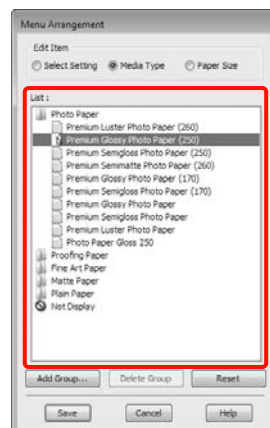 Menu Arrangement
Edit Item
Select Setting Media Type Paper Size
List :
Photo Paper
Premium Luster Photo Paper (260)
Premium Glossy Photo Paper (250)
Premium Semigloss Photo Paper (250)
Premium Semimatte Photo Paper (260)
Premium Glossy Photo Paper (170)
Premium Semigloss Photo Paper (170)
Premium Glossy Photo Paper
Premium Semigloss Photo Paper
Premium Luster Photo Paper
Photo Paper Gloss 250
Proofing Paper
Fine Art Paper
Matte Paper
Plain Paper
Not Display
Add Group... Delete Group Reset
Save Cancel Help